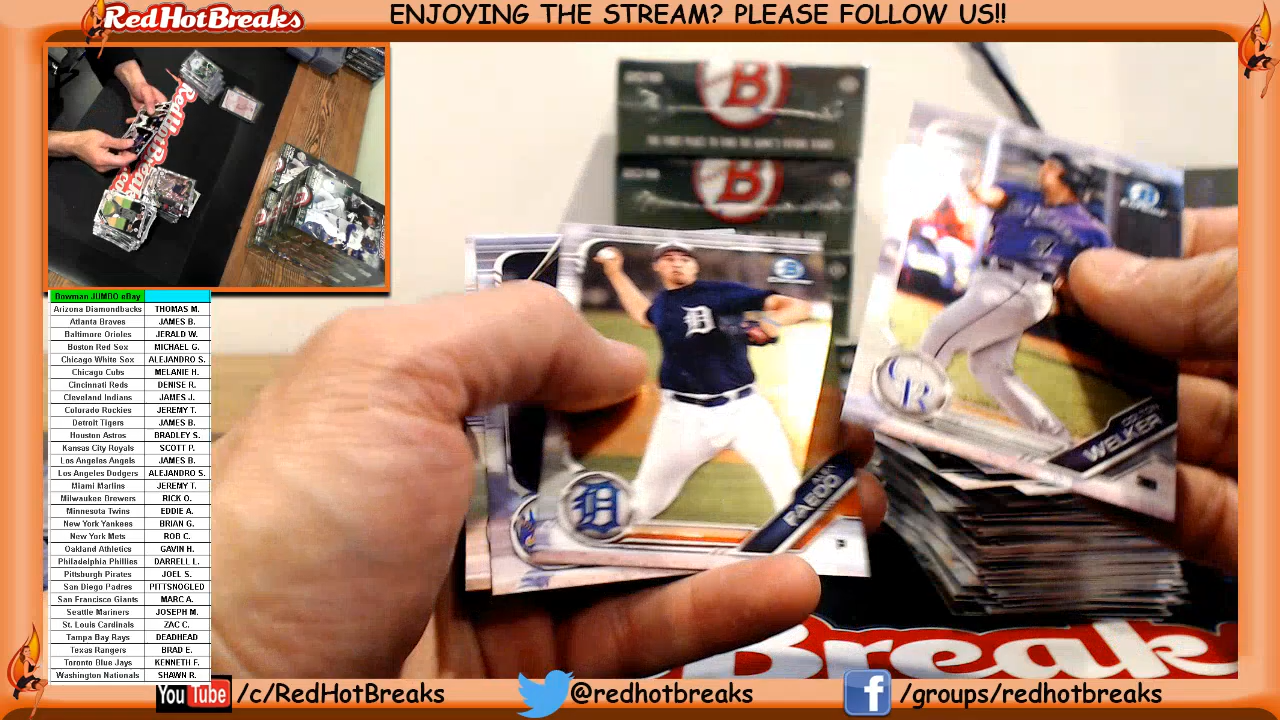 RedHotBreaks
ENJOYING THE STREAM? PLEASE FOLLOW US!!
Bowman JUMBO eBay
Arizona Diamondbacks THOMAS M.
Atlanta Braves JAMES B.
Baltimore Orioles JERALD W.
Boston Red Sox MICHAEL G.
Chicago White Sox ALEJANDRO S.
Chicago Cubs MELANIE H.
Cincinnati Reds DENISE R.
Cleveland Indians JAMES J.
Colorado Rockies JEREMY T.
Detroit Tigers JAMES B.
Houston Astros BRADLEY S.
Kansas City Royals SCOTT P.
Los Angeles Angels JAMES B.
Los Angeles Dodgers ALEJANDRO S.
Miami Marlins JEREMY T.
Milwaukee Brewers RICK O.
Minnesota Twins EDDIE A.
New York Yankees BRIAN G.
New York Mets ROB C.
Oakland Athletics GAVIN H.
Philadelphia Phillies DARRELL L.
Pittsburgh Pirates JOEL S.
San Diego Padres PITTSNOGLED
San Francisco Giants MARC A.
Seattle Mariners JOSEPH M.
St. Louis Cardinals ZAC C.
Tampa Bay Rays DEADHEAD
Texas Rangers BRAD E.
Toronto Blue Jays KENNETH F.
Washington Nationals SHAWN R.
B
B
D
D
FAEDO
P
CR
WELKER
Break
YouTube /c/RedHotBreaks
@redhotbreaks
f /groups/redhotbreaks